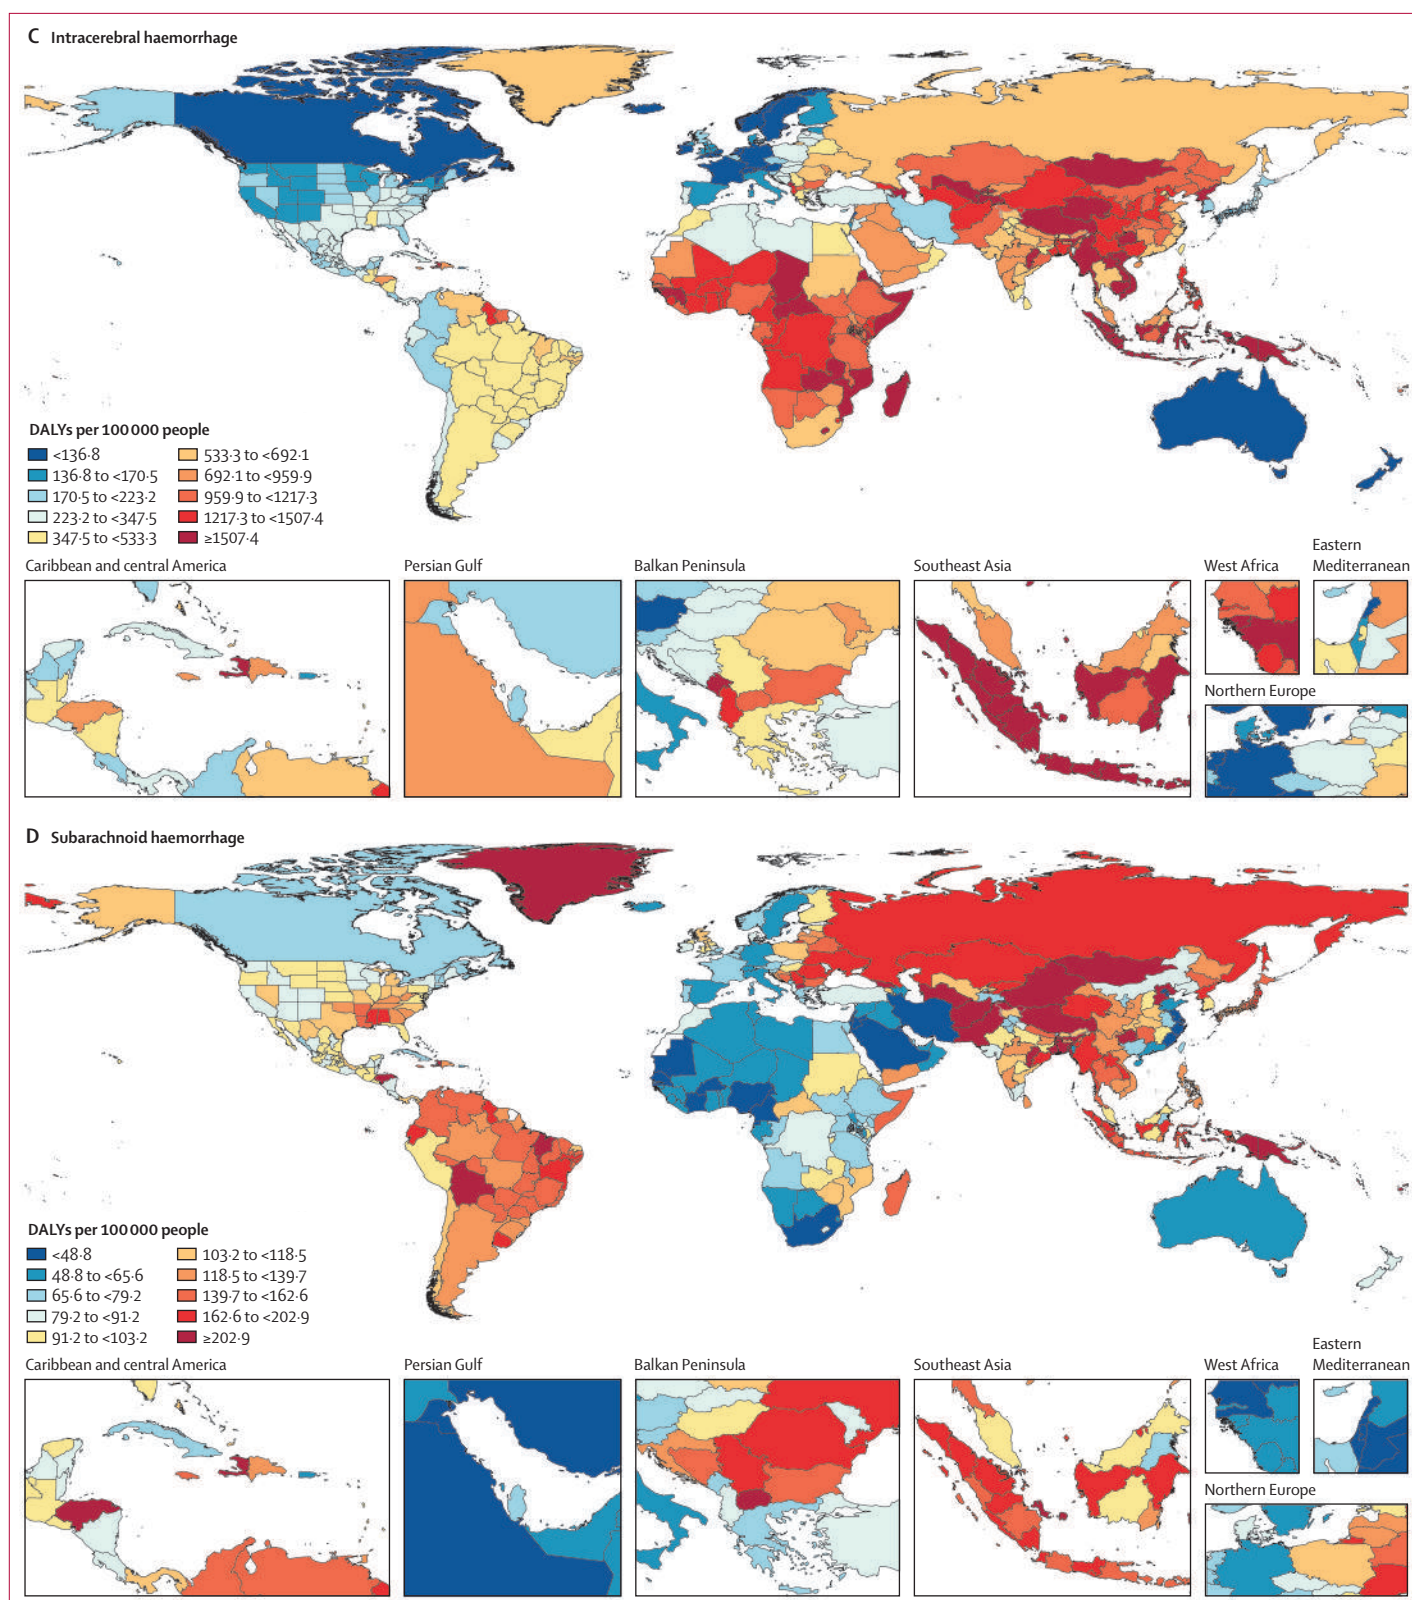 C Intracerebral haemorrhage
DALYs per 100 000 people
<136·8
136·8 to <170·5
170·5 to <223·2
223·2 to <347·5
347·5 to <533·3
533·3 to <692·1
692·1 to <959·9
959·9 to <1217·3
1217·3 to <1507·4
≥1507·4
Caribbean and central America
Persian Gulf
Balkan Peninsula
Southeast Asia
West Africa
Eastern
Mediterranean
Northern Europe
D Subarachnoid haemorrhage
DALYs per 100 000 people
<48·8
48·8 to <65·6
65·6 to <79·2
79·2 to <91·2
91·2 to <103·2
103·2 to <118·5
118·5 to <139·7
139·7 to <162·6
162·6 to <202·9
≥202·9
Caribbean and central America
Persian Gulf
Balkan Peninsula
Southeast Asia
West Africa
Eastern
Mediterranean
Northern Europe